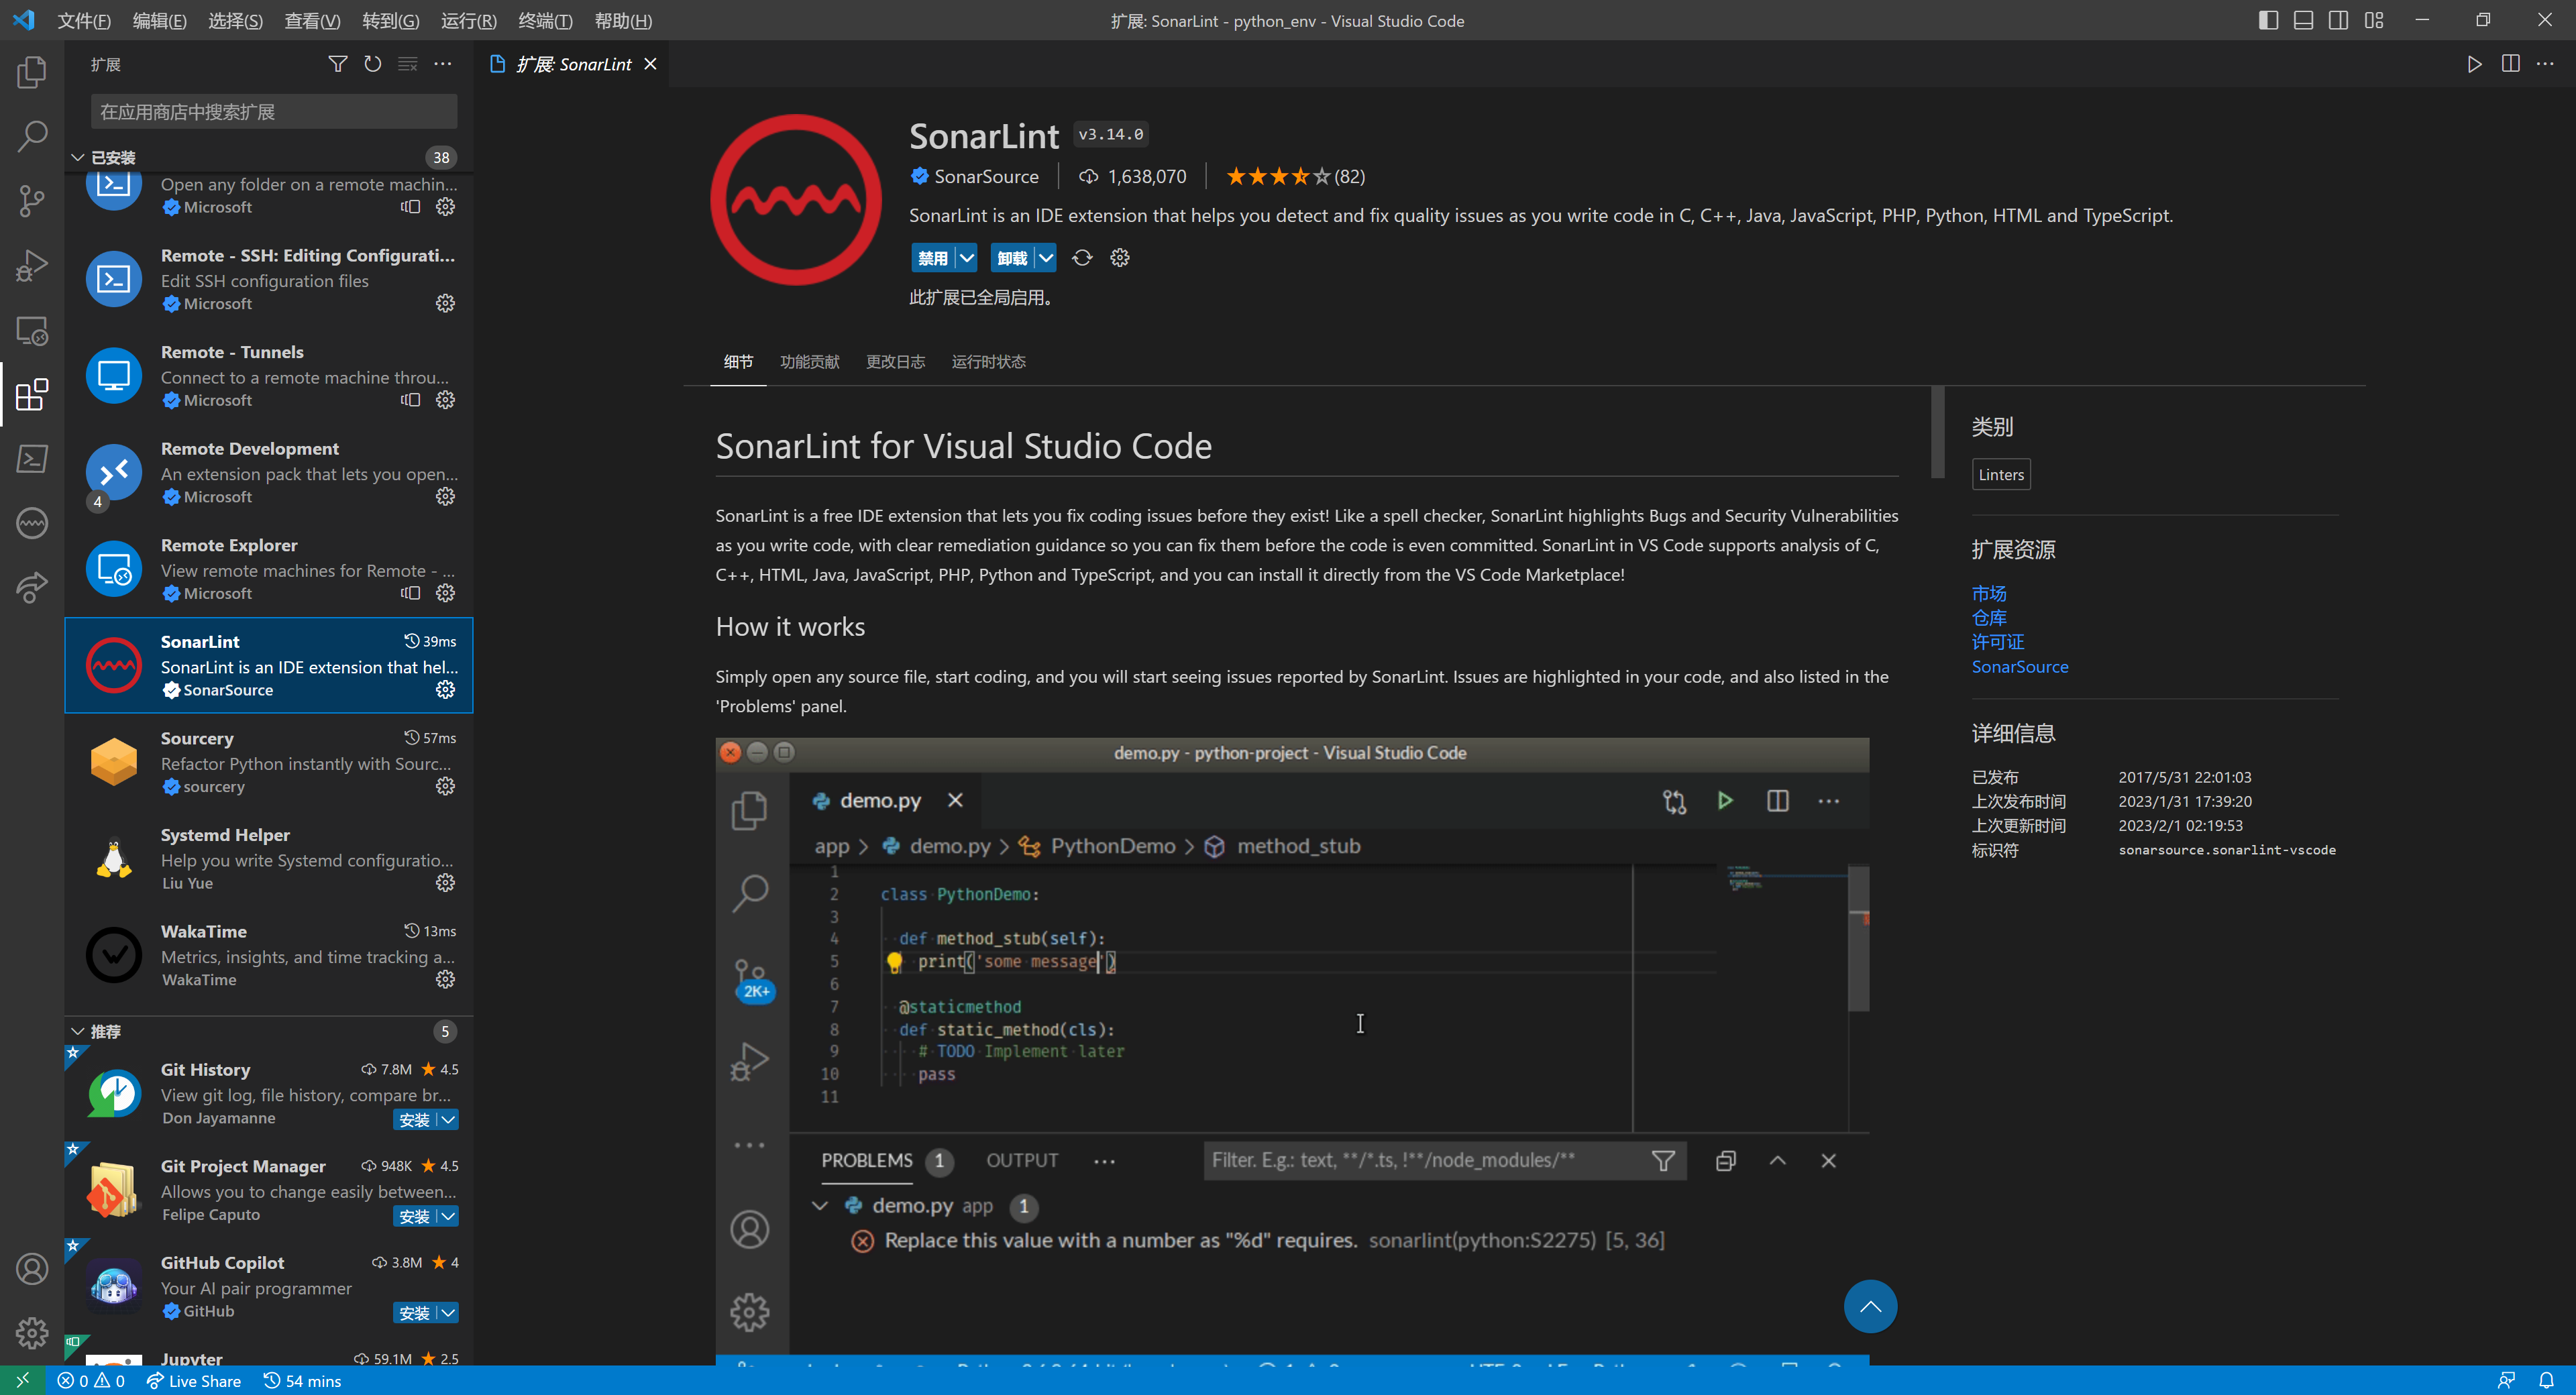 文件(F) 编辑(E) 选择(S) 查看(V) 转到(G) 运行(R) 终端(T) 帮助(H)
扩展: SonarLint - python_env - Visual Studio Code
扩展
在应用商店中搜索扩展
已安装 38
Open any folder on a remote machin...
Microsoft
Remote - SSH: Editing Configurati...
Edit SSH configuration files
Microsoft
Remote - Tunnels
Connect to a remote machine throu...
Microsoft
Remote Development
An extension pack that lets you open...
4 Microsoft
Remote Explorer
View remote machines for Remote - ...
Microsoft
SonarLint 39ms
SonarLint is an IDE extension that hel...
SonarSource
Sourcery 57ms
Refactor Python instantly with Sourc...
sourcery
Systemd Helper
Help you write Systemd configuratio...
Liu Yue
WakaTime 13ms
Metrics, insights, and time tracking a...
WakaTime
推荐 5
Git History 7.8M 4.5
View git log, file history, compare br...
Don Jayamanne 安装
Git Project Manager 948K 4.5
Allows you to change easily between...
Felipe Caputo 安装
GitHub Copilot 3.8M 4
Your AI pair programmer
GitHub 安装
Jupyter 59.1M 2.5
扩展: SonarLint
SonarLint v3.14.0
SonarSource 1,638,070 (82)
SonarLint is an IDE extension that helps you detect and fix quality issues as you write code in C, C++, Java, JavaScript, PHP, Python, HTML and TypeScript.
禁用 卸载
此扩展已全局启用。
细节 功能贡献 更改日志 运行时状态
SonarLint for Visual Studio Code
SonarLint is a free IDE extension that lets you fix coding issues before they exist! Like a spell checker, SonarLint highlights Bugs and Security Vulnerabilities
as you write code, with clear remediation guidance so you can fix them before the code is even committed. SonarLint in VS Code supports analysis of C,
C++, HTML, Java, JavaScript, PHP, Python and TypeScript, and you can install it directly from the VS Code Marketplace!
How it works
Simply open any source file, start coding, and you will start seeing issues reported by SonarLint. Issues are highlighted in your code, and also listed in the
'Problems' panel.
demo.py - python-project - Visual Studio Code
demo.py
app > demo.py > PythonDemo > method_stub
1
2 class PythonDemo:
3
4 def method_stub(self):
5 print('some message')
6
7 @staticmethod
8 def static_method(cls):
9 # TODO Implement later
10 pass
11
2K+
PROBLEMS 1 OUTPUT ... Filter. E.g.: text, **/*.ts, !**/node_modules/**
demo.py app 1
Replace this value with a number as "%d" requires. sonarlint(python:S2275) [5, 36]
类别
Linters
扩展资源
市场
仓库
许可证
SonarSource
详细信息
已发布 2017/5/31 22:01:03
上次发布时间 2023/1/31 17:39:20
上次更新时间 2023/2/1 02:19:53
标识符 sonarsource.sonarlint-vscode
0 0 Live Share 54 mins